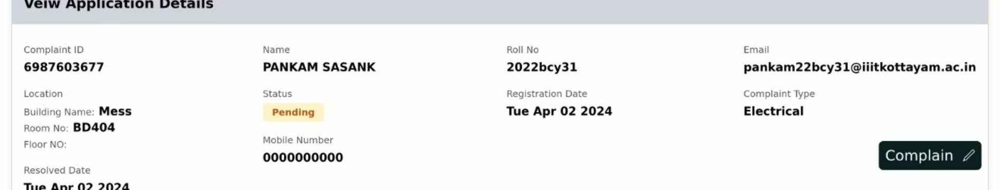 Veiw Application Details
Complaint ID
6987603677
Name
PANKAM SASANK
Roll No
2022bcy31
Email
pankam22bcy31@iiitkottayam.ac.in
Location
Building Name: Mess
Room No: BD404
Floor NO:
Status
Pending
Registration Date
Tue Apr 02 2024
Complaint Type
Electrical
Mobile Number
0000000000
Complain
Resolved Date
Tue Apr 02 2024